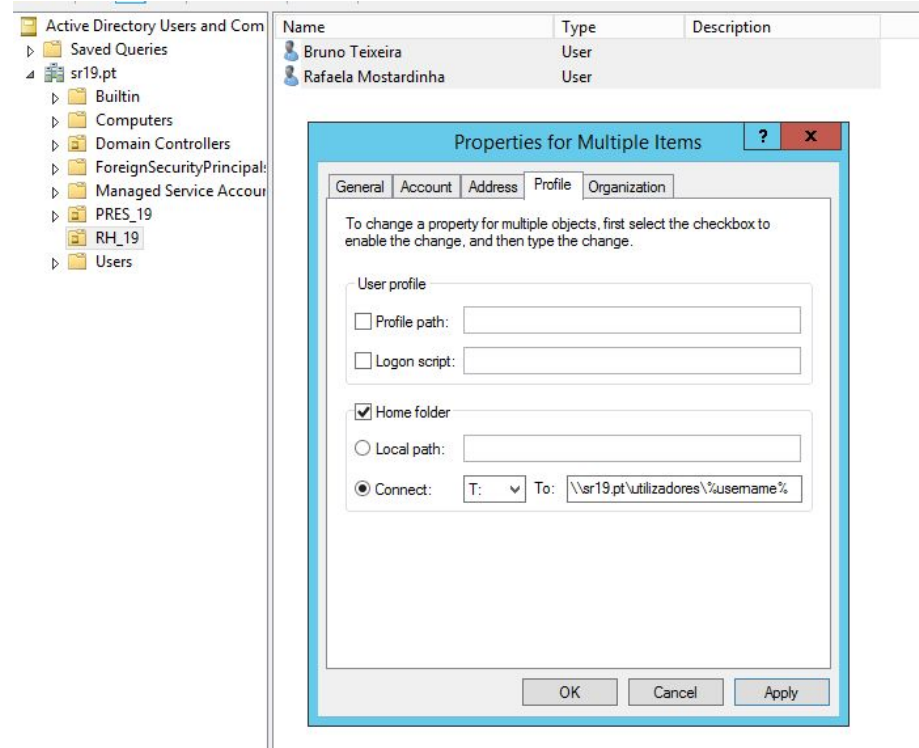 Active Directory Users and Com
Saved Queries
sr19.pt
Builtin
Computers
Domain Controllers
ForeignSecurityPrincipals
Managed Service Accour
PRES_19
RH_19
Users
Name Type Description
Bruno Teixeira User
Rafaela Mostardinha User
Properties for Multiple Items ? x
General Account Address Profile Organization
To change a property for multiple objects, first select the checkbox to
enable the change, and then type the change.
User profile
Profile path:
Logon script:
Home folder
Local path:
Connect: T: To: \\sr19.pt\utilizadores\%username%
OK Cancel Apply